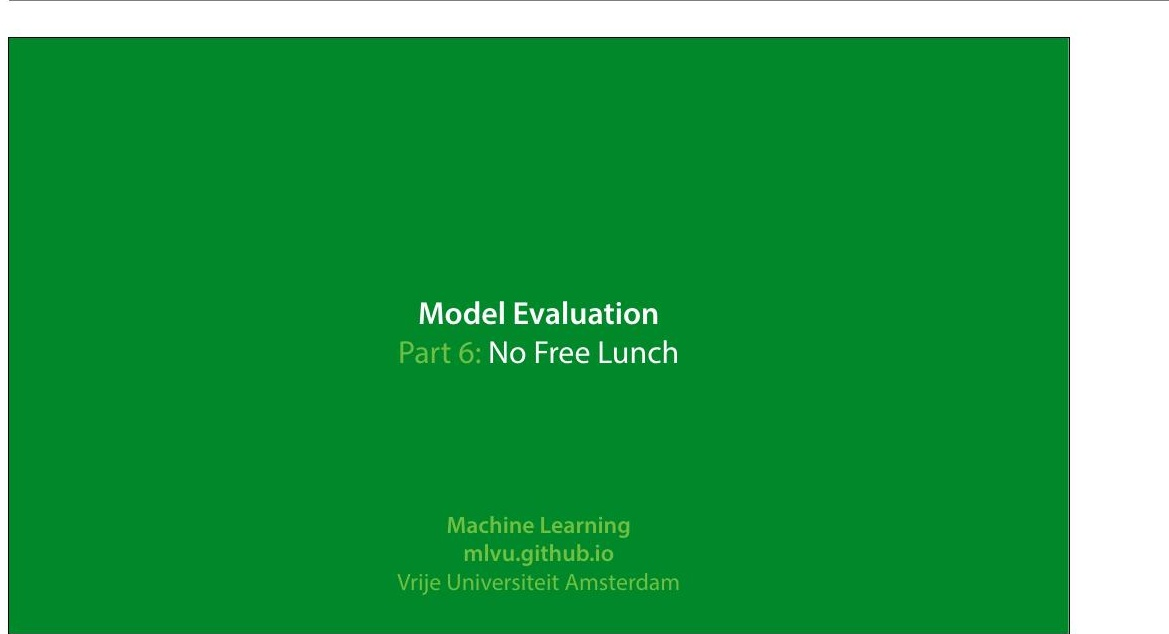 Model Evaluation
Part 6: No Free Lunch
Machine Learning
mlvu.github.io
Vrije Universiteit Amsterdam